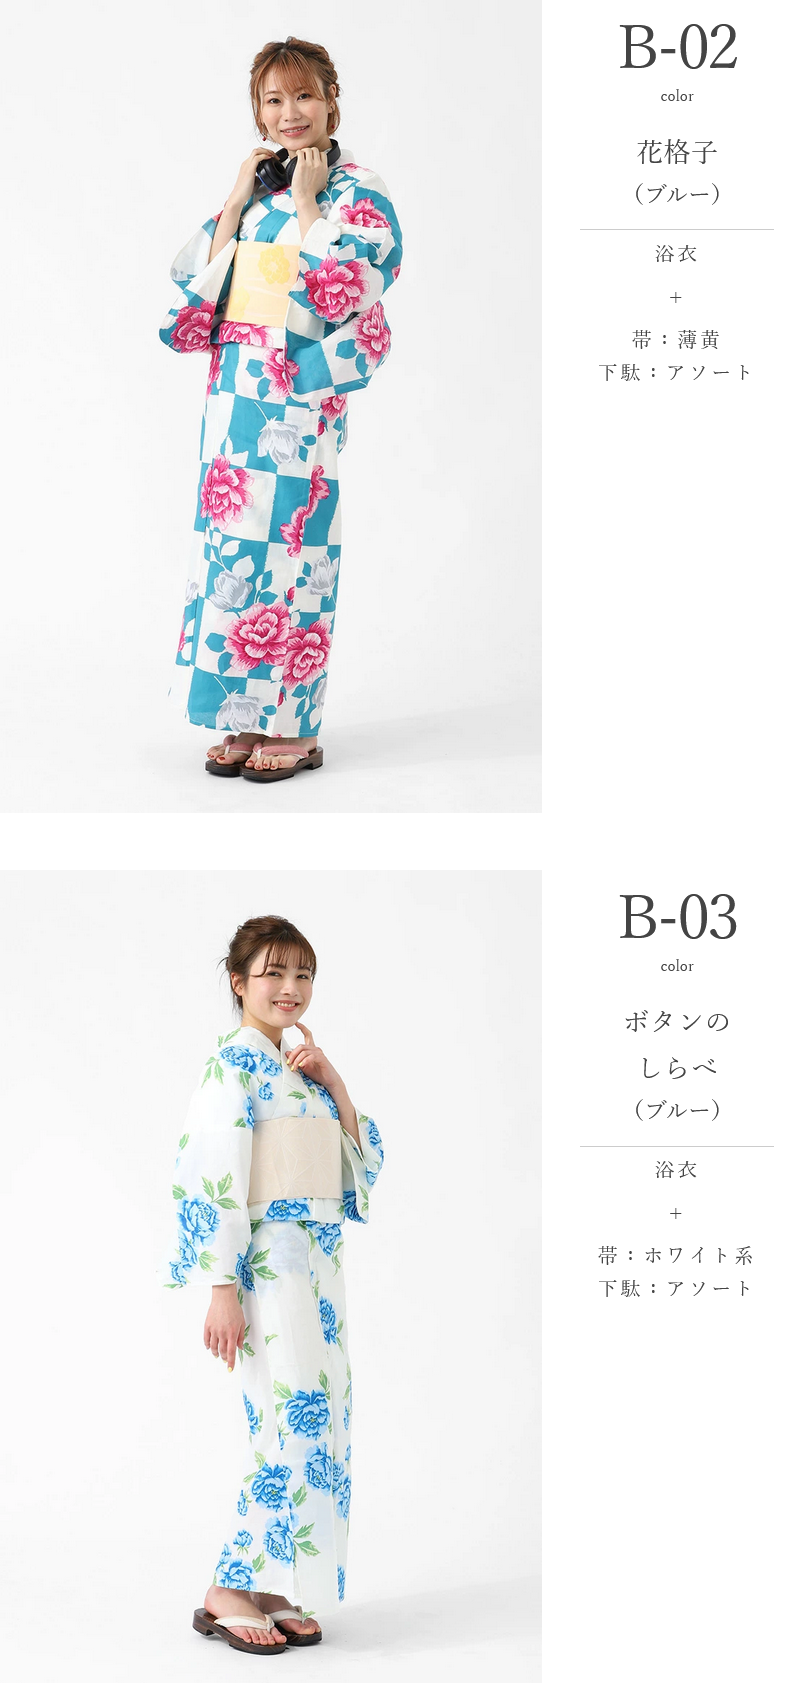 B-02
color
花格子
（ブルー）
浴衣
+
帯：薄黄
下駄：アソート
B-03
color
ボタンの
しらべ
（ブルー）
浴衣
+
帯：ホワイト系
下駄：アソート